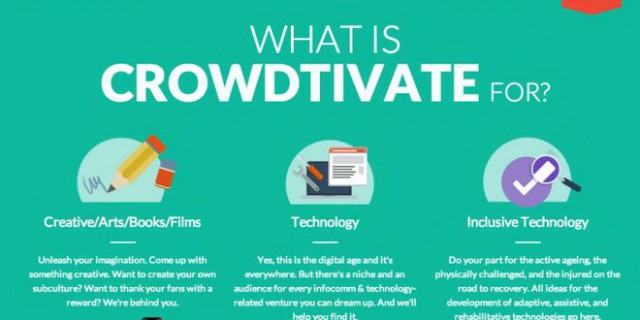 WHAT IS
CROWDTIVATE FOR?
Creative/Arts/Books/Films
Unleash your imagination. Come up with
something creative. Want to create your own
subculture? Want to thank your fans with a
reward? We're behind you.
Technology
Yes, this is the digital age and it's
everywhere. But there's a niche and an
audience for every infocomm & technology-
related venture you can dream up. And we'll
help you find it.
Inclusive Technology
Do your part for the active ageing, the
physically challenged, and the injured on the
road to recovery. All ideas for the
development of adaptive, assistive, and
rehabilitative technologies go here.